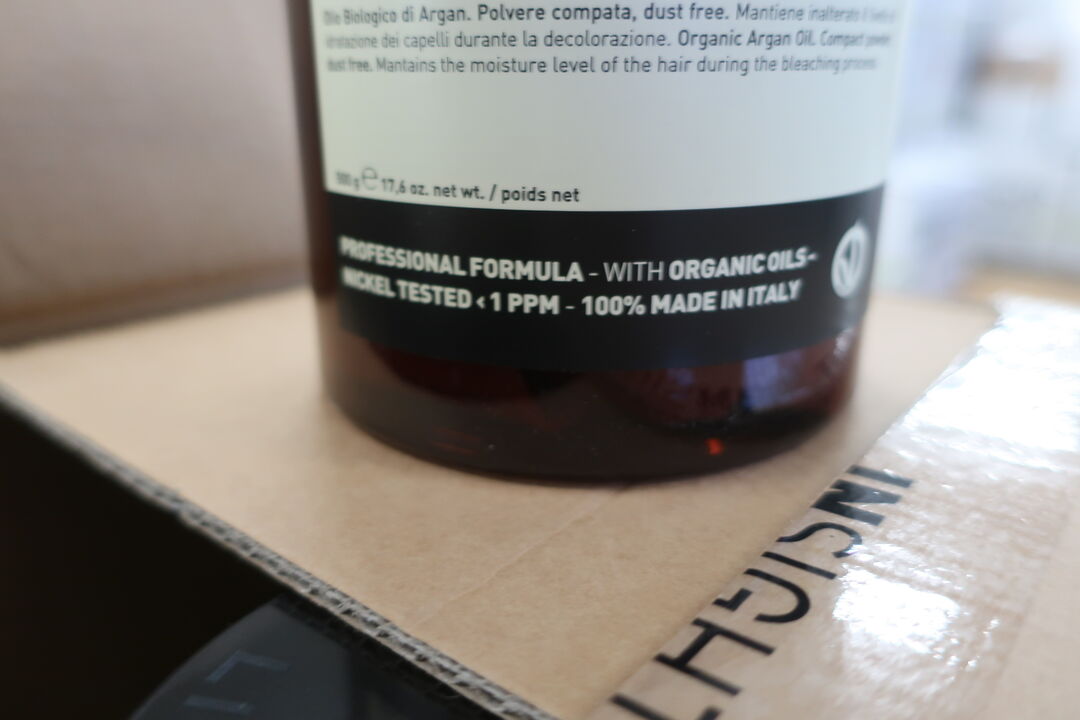 Olio Biologico di Argan. Polvere compata, dust free. Mantiene inalterato il
idratazione dei capelli durante la decolorazione. Organic Argan Oil. Compact powder
dust free. Mantains the moisture level of the hair during the bleaching process
500 g ℮ 17,6 oz. net wt. / poids net
PROFESSIONAL FORMULA - WITH ORGANIC OILS-
NICKEL TESTED <1 PPM - 100% MADE IN ITALY
INSIGHT